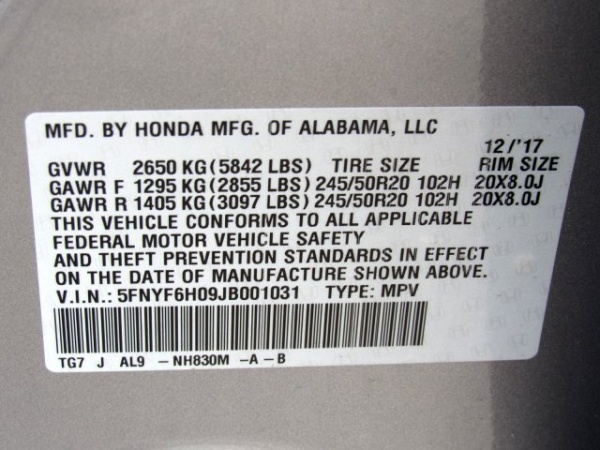 MFD. BY HONDA MFG. OF ALABAMA, LLC
12/'17
GVWR 2650 KG(5842 LBS) TIRE SIZE RIM SIZE
GAWR F 1295 KG(2855 LBS) 245/50R20 102H 20X8.0J
GAWR R 1405 KG(3097 LBS) 245/50R20 102H 20X8.0J
THIS VEHICLE CONFORMS TO ALL APPLICABLE
FEDERAL MOTOR VEHICLE SAFETY
AND THEFT PREVENTION STANDARDS IN EFFECT
ON THE DATE OF MANUFACTURE SHOWN ABOVE.
V.I.N.: 5FNYF6H09JB001031 TYPE: MPV
TG7 J AL9 -NH830M -A-B